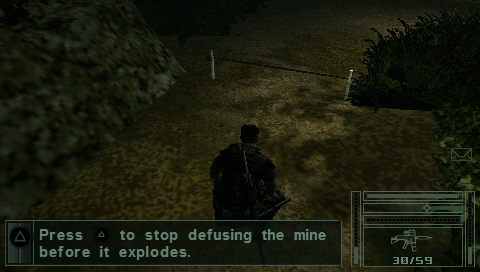 Press △ to stop defusing the mine
before it explodes.
30/59